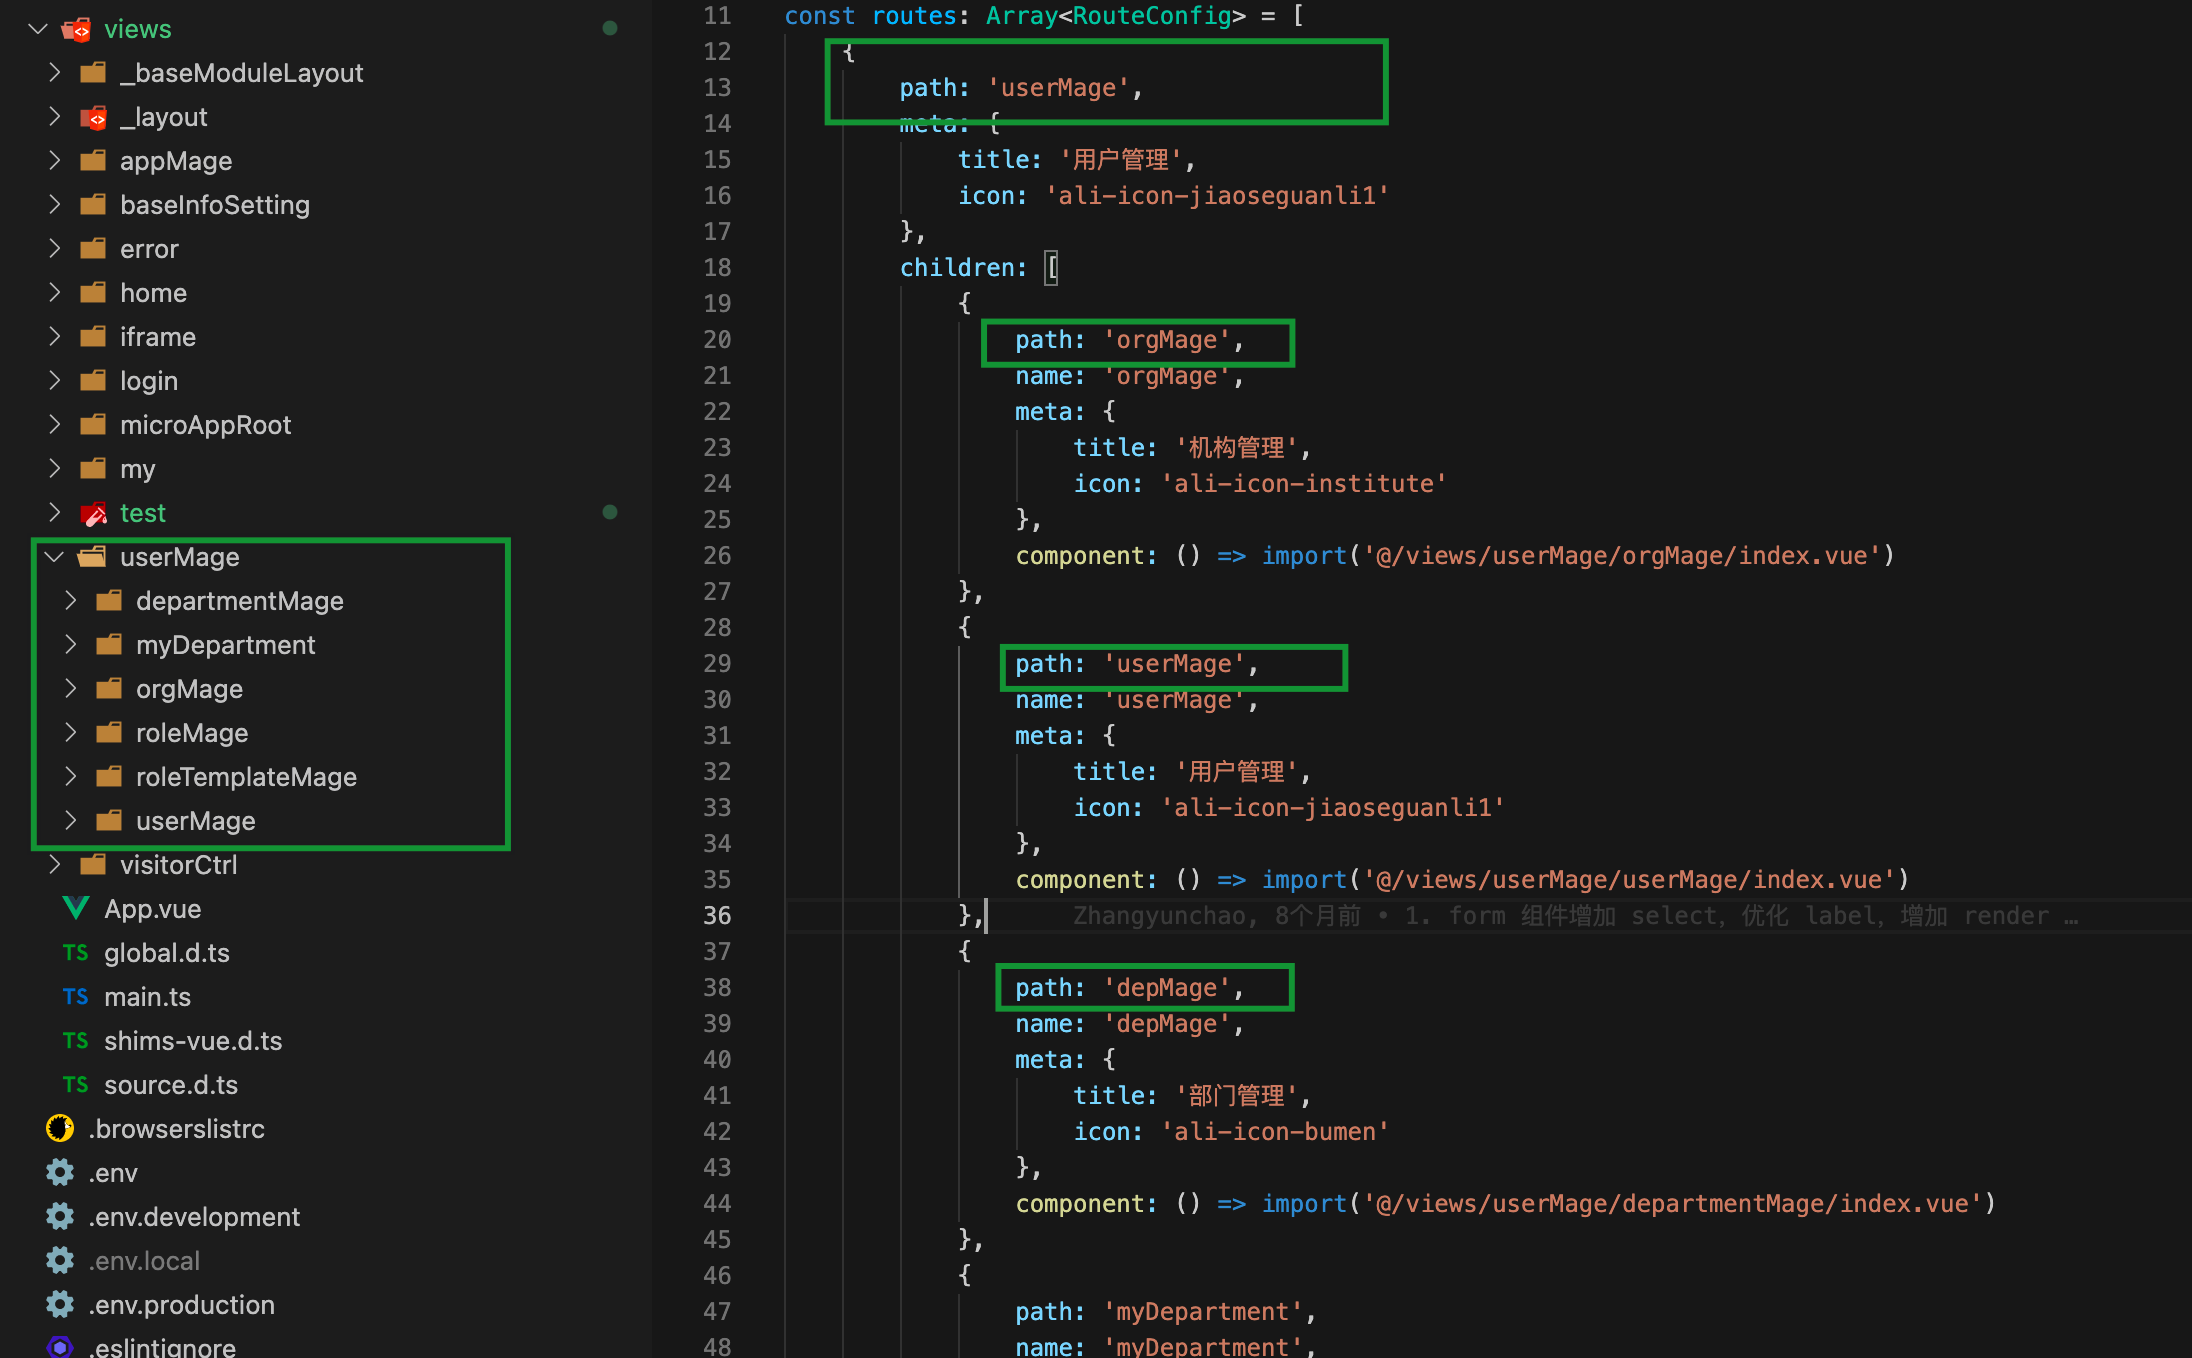 views
_baseModuleLayout
_layout
appMage
baseInfoSetting
error
home
iframe
login
microAppRoot
my
test
userMage
departmentMage
myDepartment
orgMage
roleMage
roleTemplateMage
userMage
visitorCtrl
App.vue
TS global.d.ts
TS main.ts
TS shims-vue.d.ts
TS source.d.ts
.browserslistrc
.env
.env.development
.env.local
.env.production
.eslintignore
11 const routes: Array<RouteConfig> = [
12 {
13 path: 'userMage',
14 meta: {
15 title: '用户管理',
16 icon: 'ali-icon-jiaoseguanli1'
17 },
18 children: [
19 {
20 path: 'orgMage',
21 name: 'orgMage',
22 meta: {
23 title: '机构管理',
24 icon: 'ali-icon-institute'
25 },
26 component: () => import('@/views/userMage/orgMage/index.vue')
27 },
28 {
29 path: 'userMage',
30 name: 'userMage',
31 meta: {
32 title: '用户管理',
33 icon: 'ali-icon-jiaoseguanli1'
34 },
35 component: () => import('@/views/userMage/userMage/index.vue')
36 }, Zhangyunchao, 8个月前 • 1. form 组件增加 select, 优化 label, 增加 render …
37 {
38 path: 'depMage',
39 name: 'depMage',
40 meta: {
41 title: '部门管理',
42 icon: 'ali-icon-bumen'
43 },
44 component: () => import('@/views/userMage/departmentMage/index.vue')
45 },
46 {
47 path: 'myDepartment',
48 name: 'myDepartment',